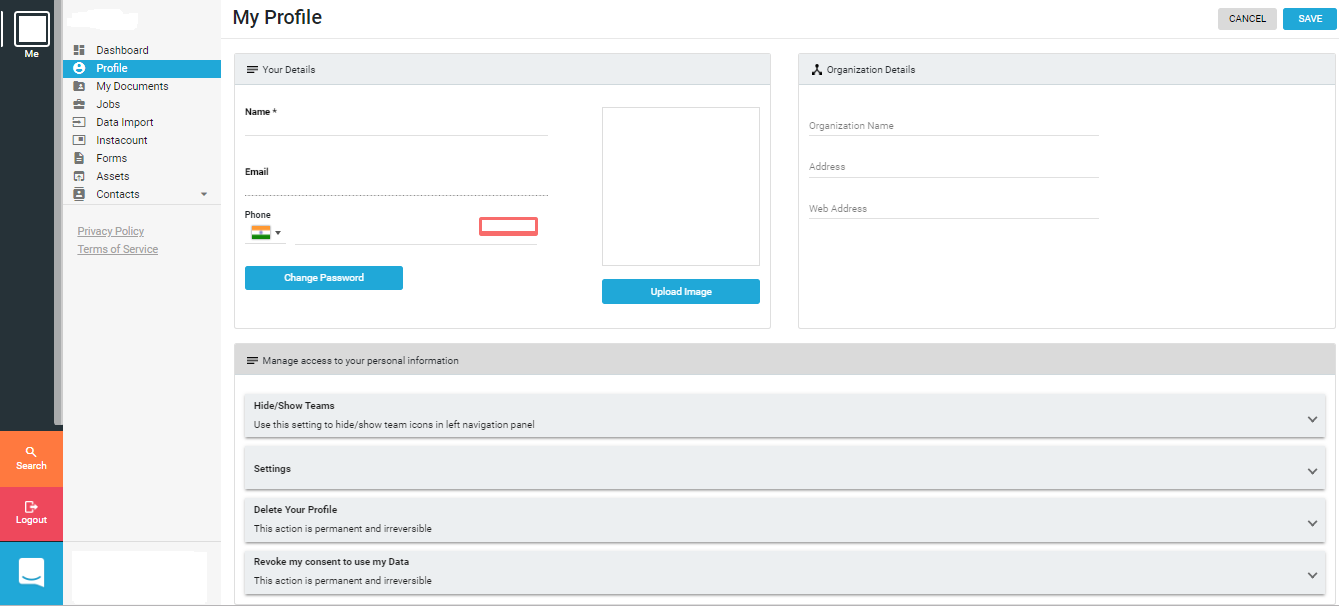 Me
Search
Logout
Dashboard
Profile
My Documents
Jobs
Data Import
Instacount
Forms
Assets
Contacts
Privacy Policy
Terms of Service
My Profile
CANCEL
SAVE
Your Details
Name *
Email
Phone
Change Password
Upload Image
Organization Details
Organization Name
Address
Web Address
Manage access to your personal information
Hide/Show Teams
Use this setting to hide/show team icons in left navigation panel
Settings
Delete Your Profile
This action is permanent and irreversible
Revoke my consent to use my Data
This action is permanent and irreversible